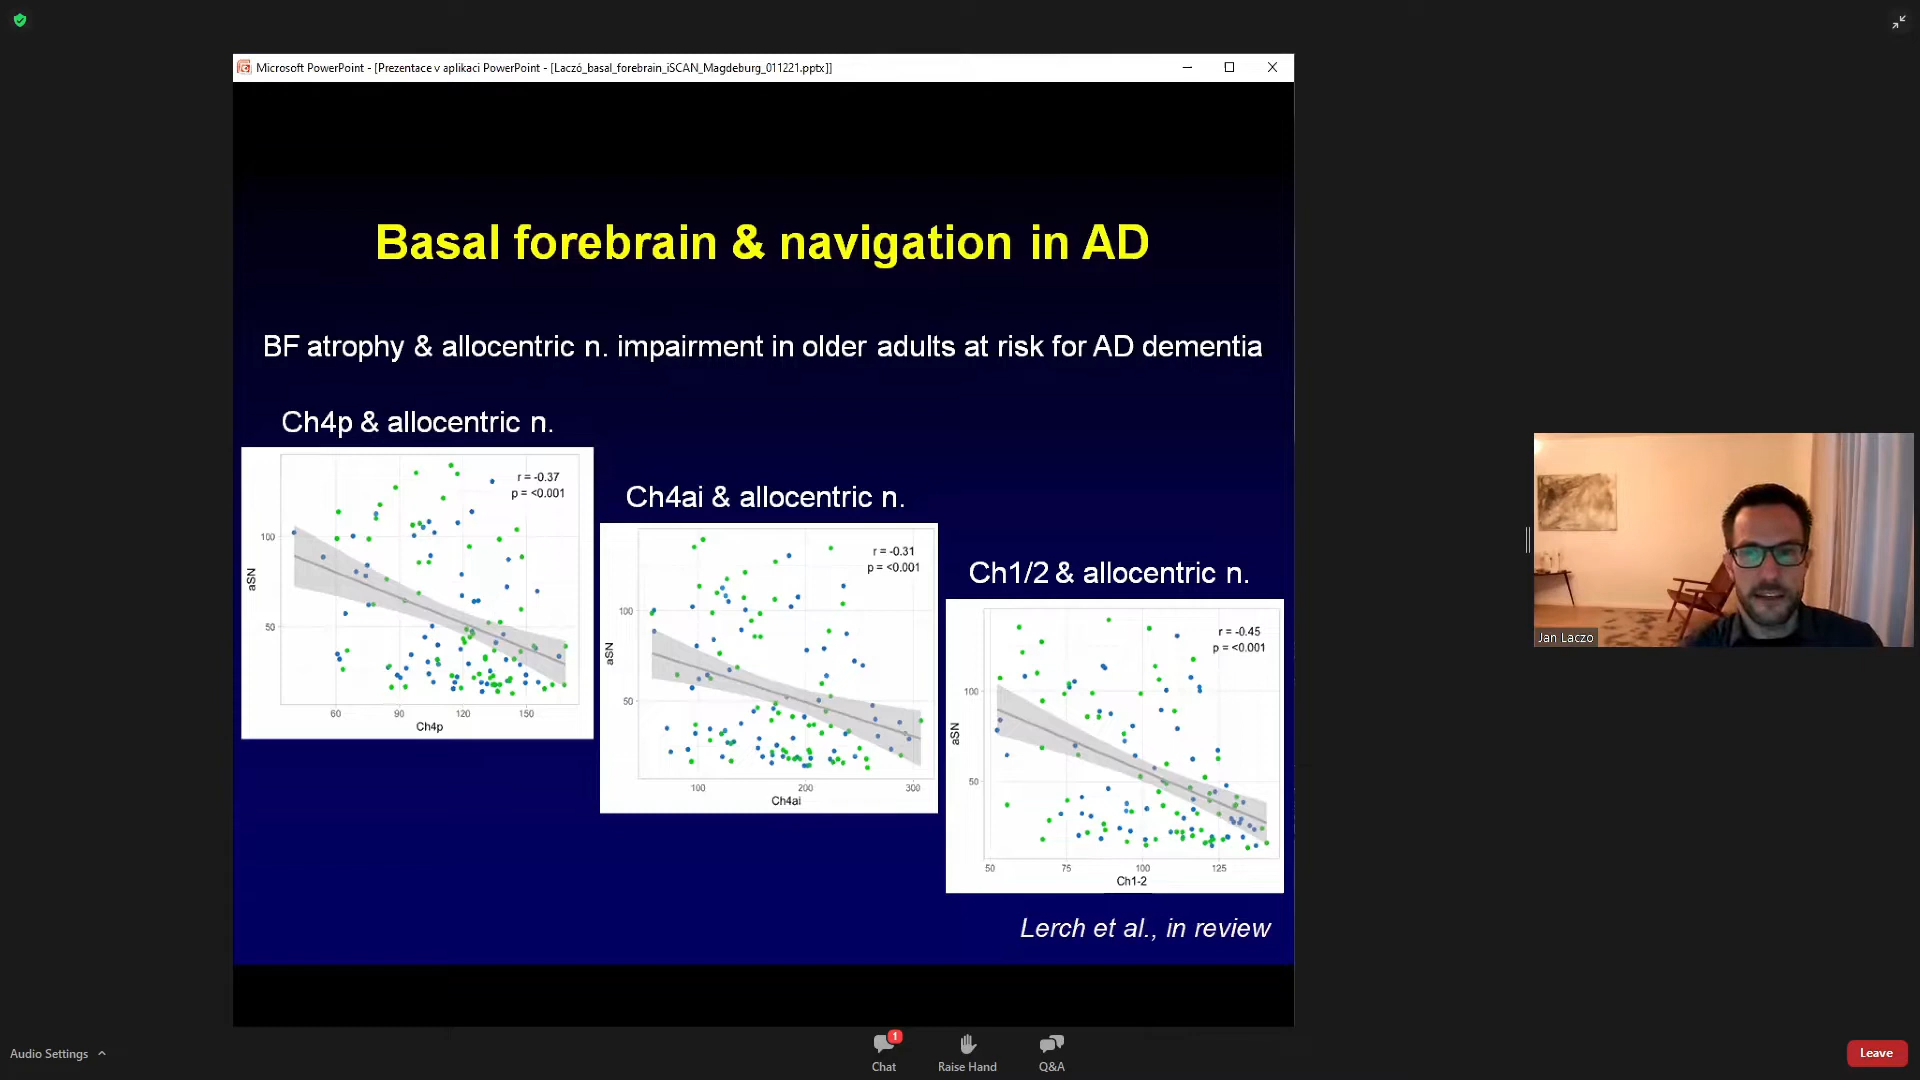 Microsoft PowerPoint - [Prezentace v aplikaci PowerPoint - [Laczó_basal_forebrain_iSCAN_Magdeburg_011221.pptx]]
Basal forebrain & navigation in AD
BF atrophy & allocentric n. impairment in older adults at risk for AD dementia
Ch4p & allocentric n.
r = -0.37
p = <0.001
100
50
aSN
60 90 120 150
Ch4p
Ch4ai & allocentric n.
r = -0.31
p = <0.001
100
50
aSN
100 200 300
Ch4ai
Ch1/2 & allocentric n.
r = -0.45
p = <0.001
100
50
aSN
50 75 100 125
Ch1-2
Lerch et al., in review
Jan Laczo
Audio Settings
1
Chat
Raise Hand
Q&A
Leave